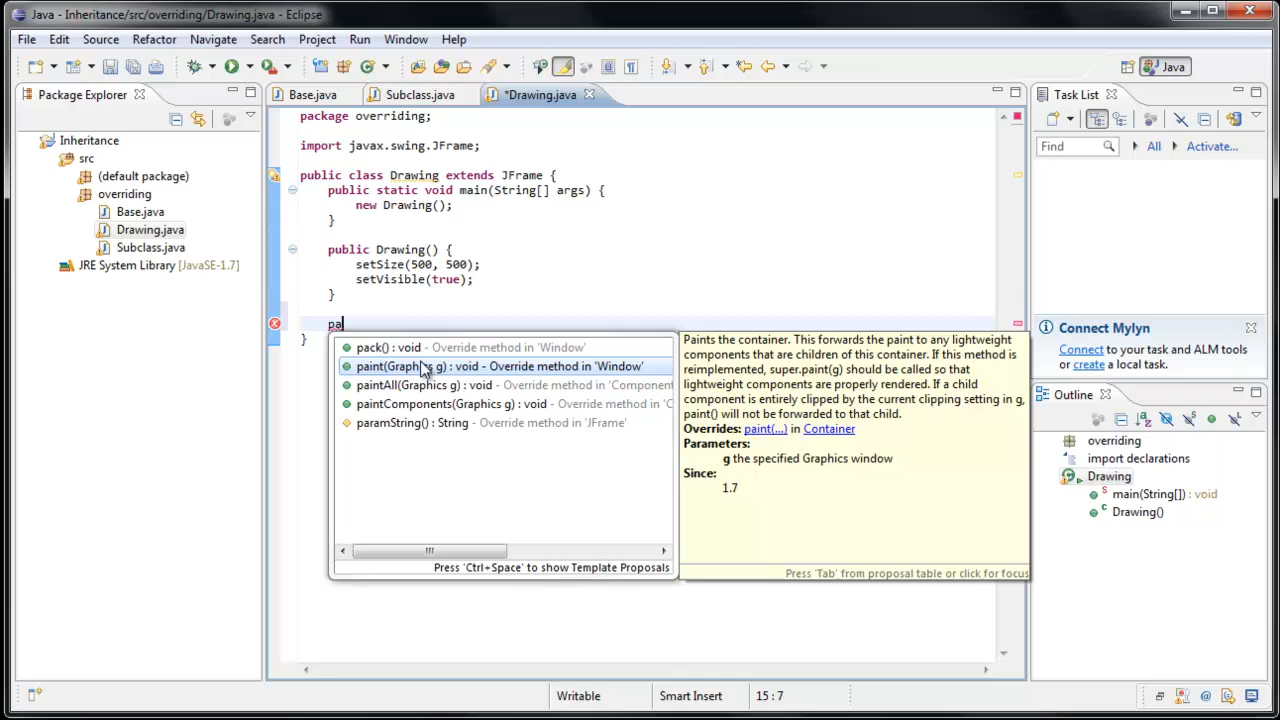 Java - Inheritance/src/overriding/Drawing.java - Eclipse
File Edit Source Refactor Navigate Search Project Run Window Help
Java
Package Explorer
Base.java Subclass.java *Drawing.java
Task List
Inheritance
src
(default package)
overriding
Base.java
Drawing.java
Subclass.java
JRE System Library [JavaSE-1.7]
package overriding;
import javax.swing.JFrame;
public class Drawing extends JFrame {
public static void main(String[] args) {
new Drawing();
}
public Drawing() {
setSize(500, 500);
setVisible(true);
}
pa
}
pack() : void - Override method in 'Window'
paint(Graphics g) : void - Override method in 'Window'
paintAll(Graphics g) : void - Override method in 'Component
paintComponents(Graphics g) : void - Override method in 'C
paramString() : String - Override method in 'JFrame'
Press 'Ctrl+Space' to show Template Proposals
Paints the container. This forwards the paint to any lightweight
components that are children of this container. If this method is
reimplemented, super.paint(g) should be called so that
lightweight components are properly rendered. If a child
component is entirely clipped by the current clipping setting in g,
paint() will not be forwarded to that child.
Overrides: paint(...) in Container
Parameters:
g the specified Graphics window
Since:
1.7
Press 'Tab' from proposal table or click for focus
Find All Activate...
Connect Mylyn
Connect to your task and ALM tools
or create a local task.
Outline
overriding
import declarations
Drawing
main(String[]) : void
Drawing()
Writable Smart Insert 15 : 7